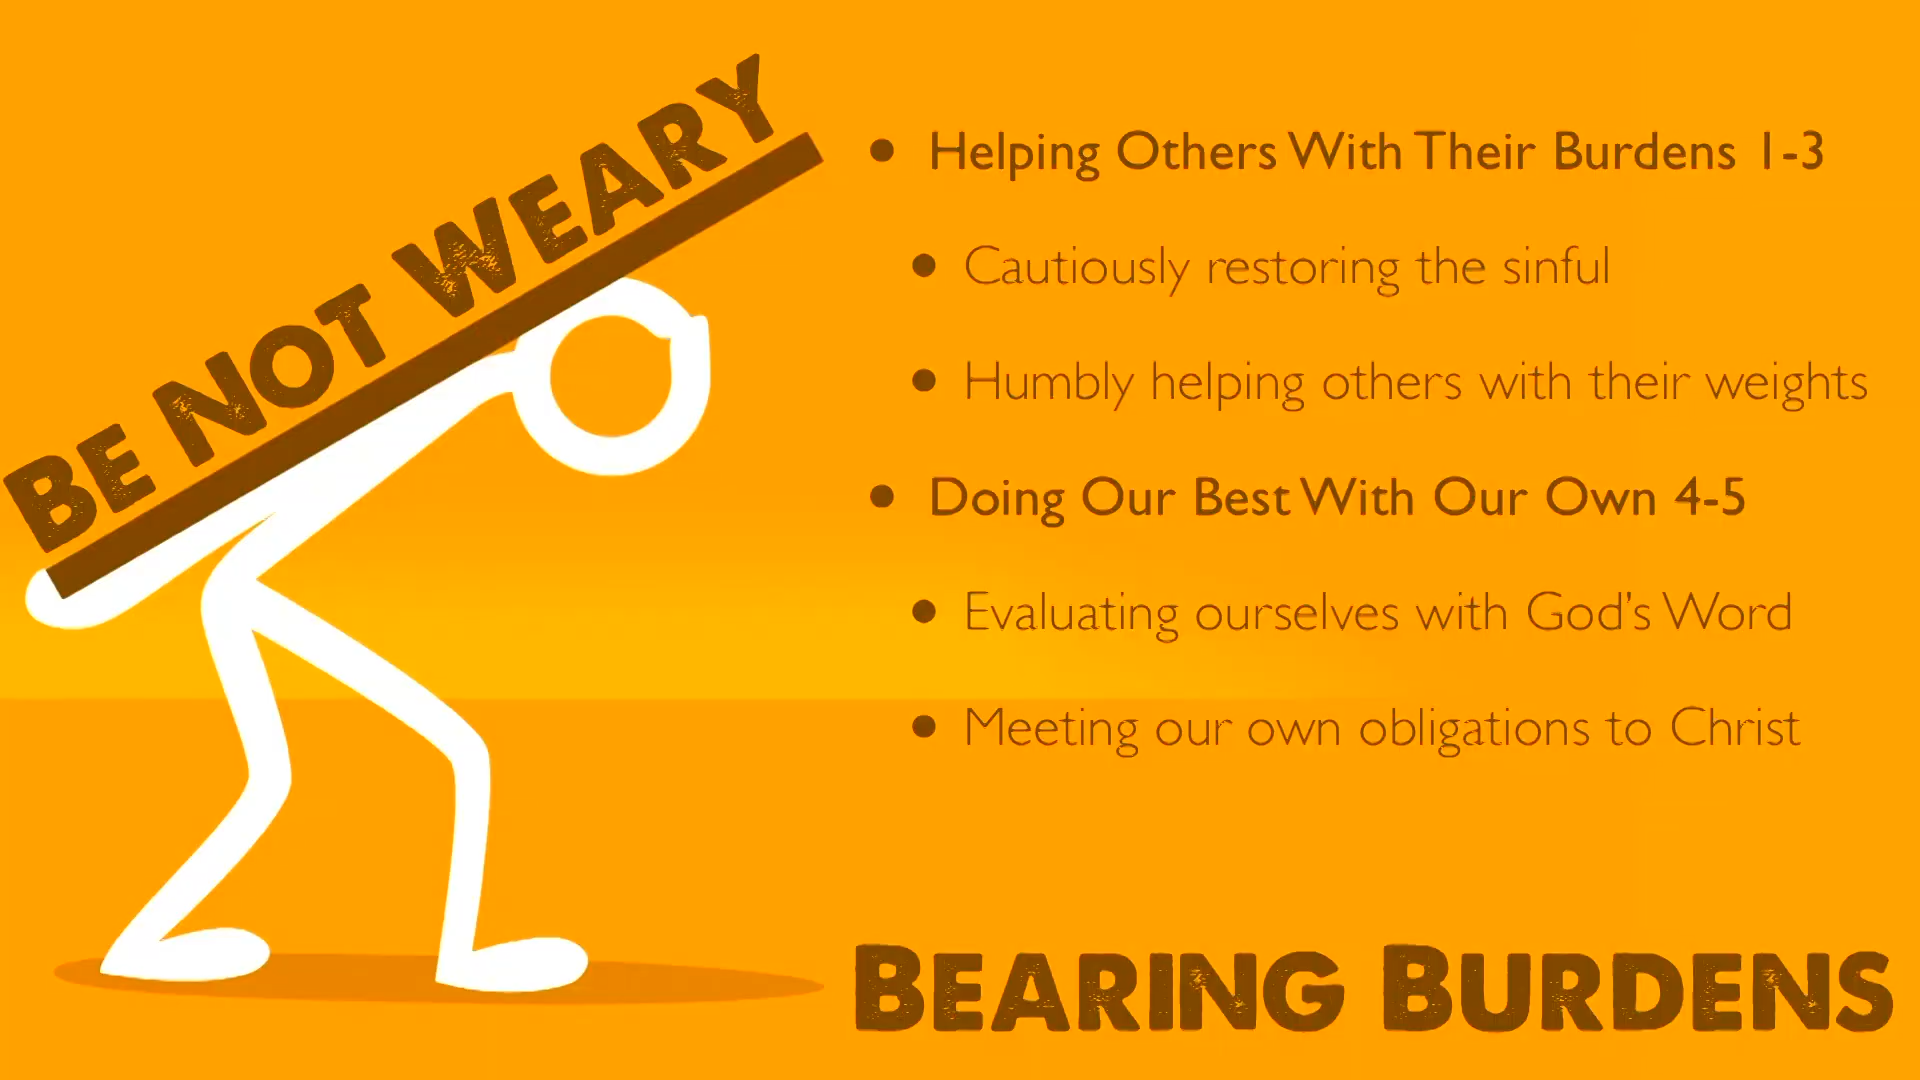 BE NOT WEARY
• Helping Others With Their Burdens 1-3
• Cautiously restoring the sinful
• Humbly helping others with their weights
• Doing Our Best With Our Own 4-5
• Evaluating ourselves with God’s Word
• Meeting our own obligations to Christ
BEARING BURDENS